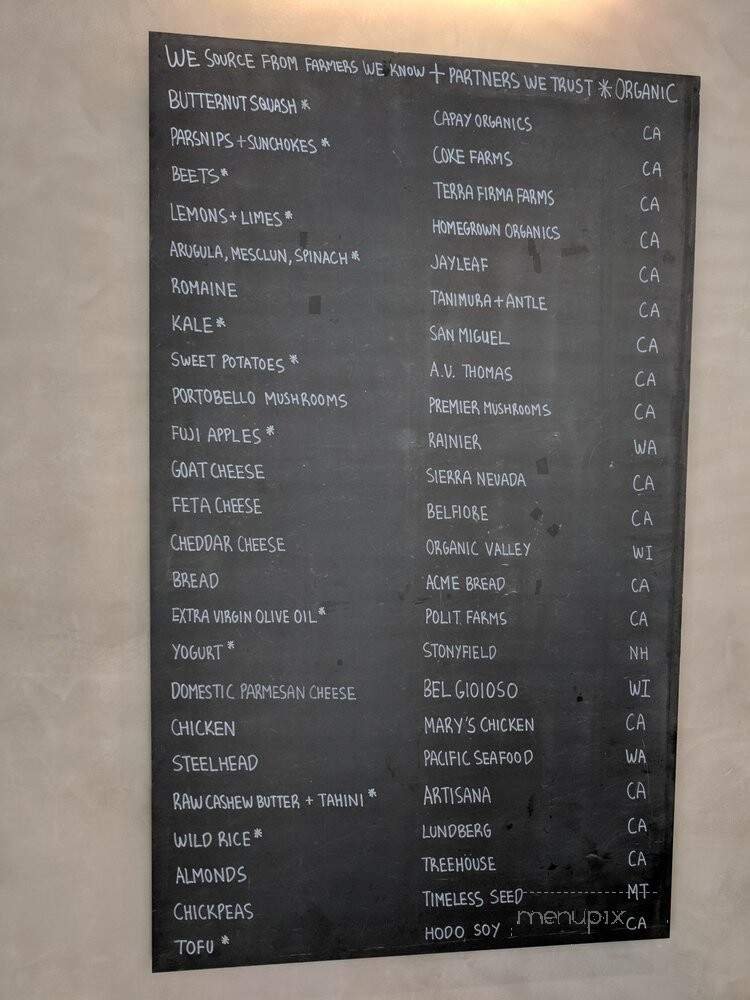 WE SOURCE FROM FARMERS WE KNOW + PARTNERS WE TRUST * ORGANIC
BUTTERNUT SQUASH * CAPAY ORGANICS CA
PARSNIPS + SUNCHOKES * COKE FARMS CA
BEETS * TERRA FIRMA FARMS CA
LEMONS + LIMES * HOMEGROWN ORGANICS CA
ARUGULA, MESCLUN, SPINACH * JAYLEAF CA
ROMAINE TANIMURA + ANTLE CA
KALE * SAN MIGUEL CA
SWEET POTATOES * A.V. THOMAS CA
PORTOBELLO MUSHROOMS PREMIER MUSHROOMS CA
FUJI APPLES * RAINIER WA
GOAT CHEESE SIERRA NEVADA CA
FETA CHEESE BELFIORE CA
CHEDDAR CHEESE ORGANIC VALLEY WI
BREAD ACME BREAD CA
EXTRA VIRGIN OLIVE OIL * POLIT FARMS CA
YOGURT * STONYFIELD NH
DOMESTIC PARMESAN CHEESE BEL GIOIOSO WI
CHICKEN MARY'S CHICKEN CA
STEELHEAD PACIFIC SEAFOOD WA
RAW CASHEW BUTTER + TAHINI * ARTISANA CA
WILD RICE * LUNDBERG CA
ALMONDS TREEHOUSE CA
CHICKPEAS TIMELESS SEED MT
TOFU * HODO SOY CA
menupix